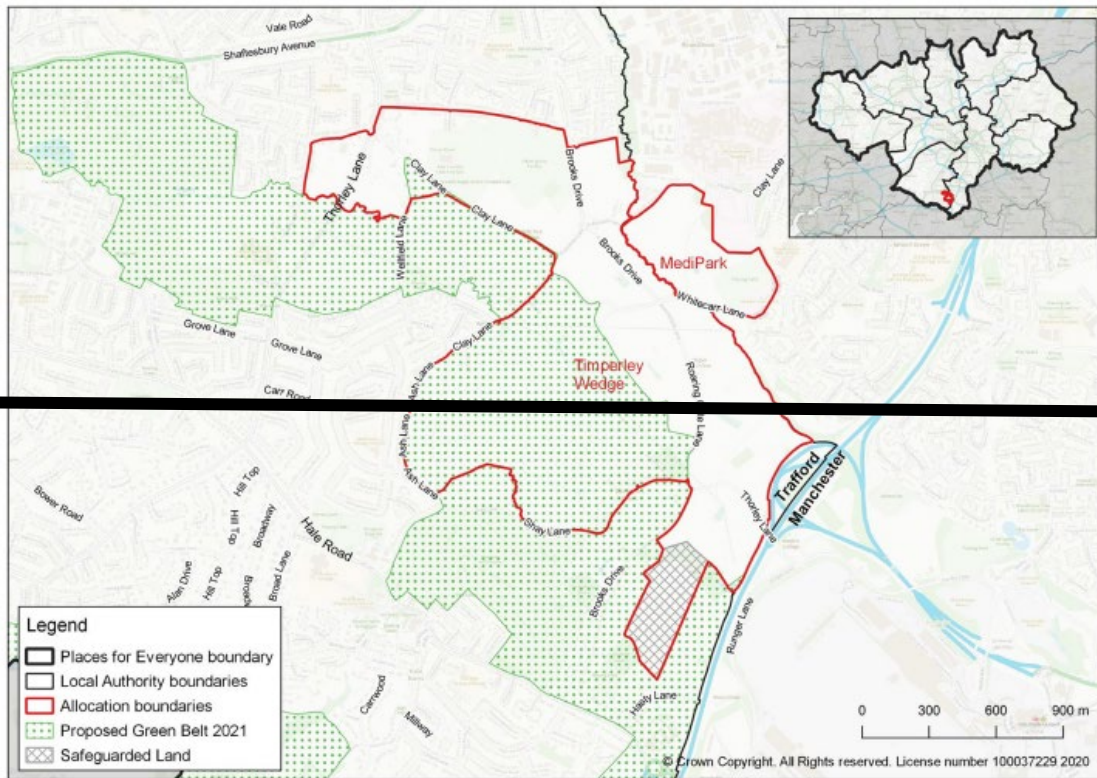 Vale Road
Shaftesbury Avenue
Thorley Lane
Clay Lane
Clay Lane
Wellfield Lane
Brooks Drive
Clay Lane
Brooks Drive
MediPark
Whitecarr Lane
Grove Lane
Grove Lane
Clay Lane
Timperley
Wedge
Ash Lane
Carr Road
Roaring
Lane
Ash Lane
Ash Lane
Trafford
Manchester
Bower Road
Hill Top
Hill Top
Broadway
Hale Road
Shay Lane
Thorley Lane
Alan Drive
Hill Top
Broad Lane
Brooks Drive
Runger Lane
Hasty Lane
Carrwood
Millway
Legend
Places for Everyone boundary
Local Authority boundaries
Allocation boundaries
Proposed Green Belt 2021
Safeguarded Land
0 300 600 900 m
© Crown Copyright. All Rights reserved. License number 100037229 2020